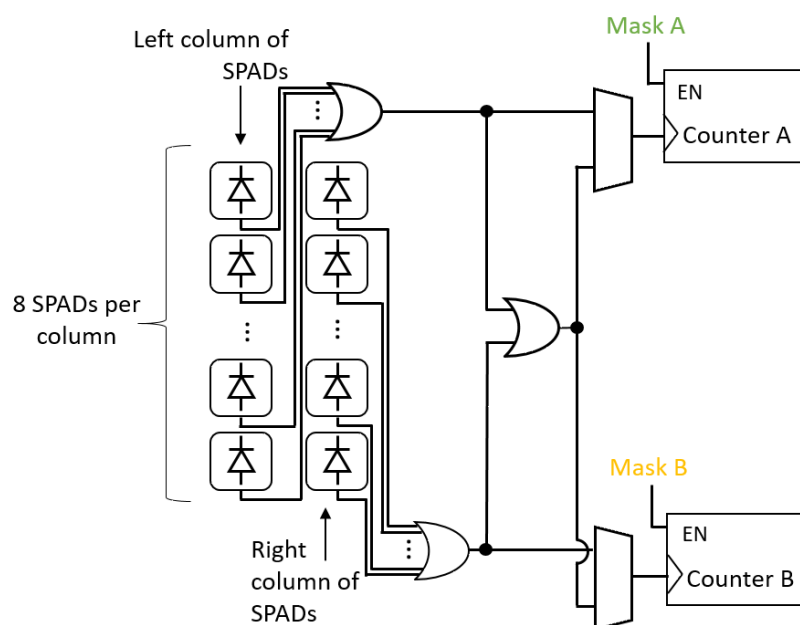 Left column of
SPADs
Mask A
EN
Counter A
8 SPADs per
column
Mask B
EN
Counter B
Right
column of
SPADs